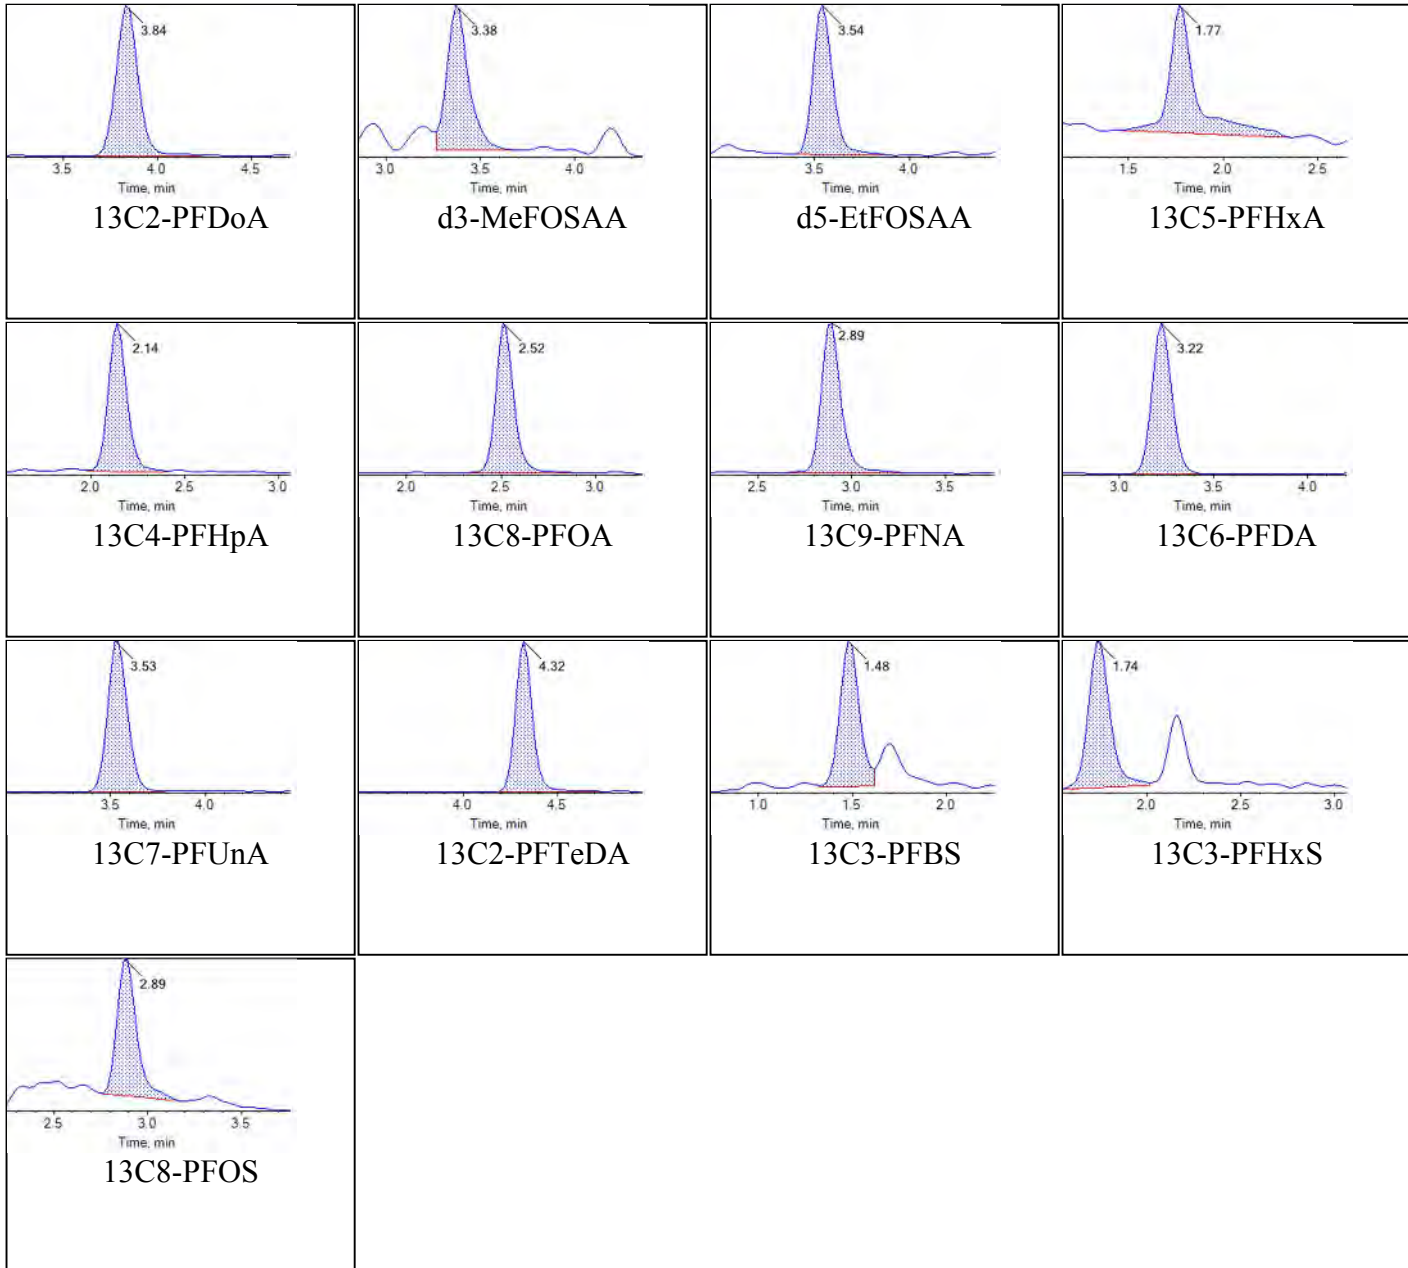 3.84
3.5 4.0 4.5
Time, min
13C2-PFDoA
3.38
3.0 3.5 4.0
Time, min
d3-MeFOSAA
3.54
3.5 4.0
Time, min
d5-EtFOSAA
1.77
1.5 2.0 2.5
Time, min
13C5-PFHxA
2.14
2.0 2.5 3.0
Time, min
13C4-PFHpA
2.52
2.0 2.5 3.0
Time, min
13C8-PFOA
2.89
2.5 3.0 3.5
Time, min
13C9-PFNA
3.22
3.0 3.5 4.0
Time, min
13C6-PFDA
3.53
3.5 4.0
Time, min
13C7-PFUnA
4.32
4.0 4.5
Time, min
13C2-PFTeDA
1.48
1.0 1.5 2.0
Time, min
13C3-PFBS
1.74
2.0 2.5 3.0
Time, min
13C3-PFHxS
2.89
2.5 3.0 3.5
Time, min
13C8-PFOS